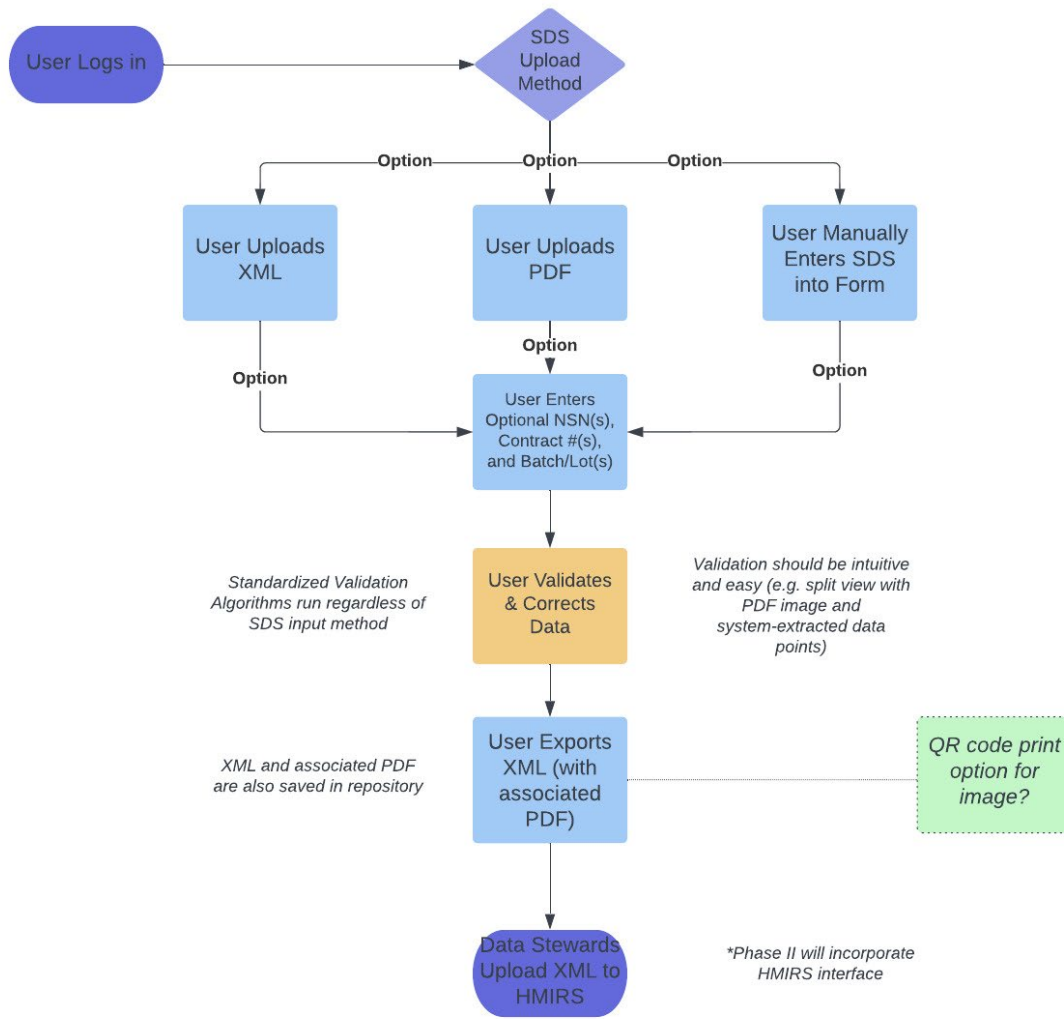 User Logs in
SDS
Upload
Method
Option
Option
Option
User Uploads
XML
User Uploads
PDF
User Manually
Enters SDS
into Form
Option
Option
Option
User Enters
Optional NSN(s),
Contract #(s),
and Batch/Lot(s)
Standardized Validation
Algorithms run regardless of
SDS input method
User Validates
& Corrects
Data
Validation should be intuitive
and easy (e.g. split view with
PDF image and
system-extracted data
points)
XML and associated PDF
are also saved in repository
User Exports
XML (with
associated
PDF)
QR code print
option for
image?
Data Stewards
Upload XML to
HMIRS
*Phase II will incorporate
HMIRS interface